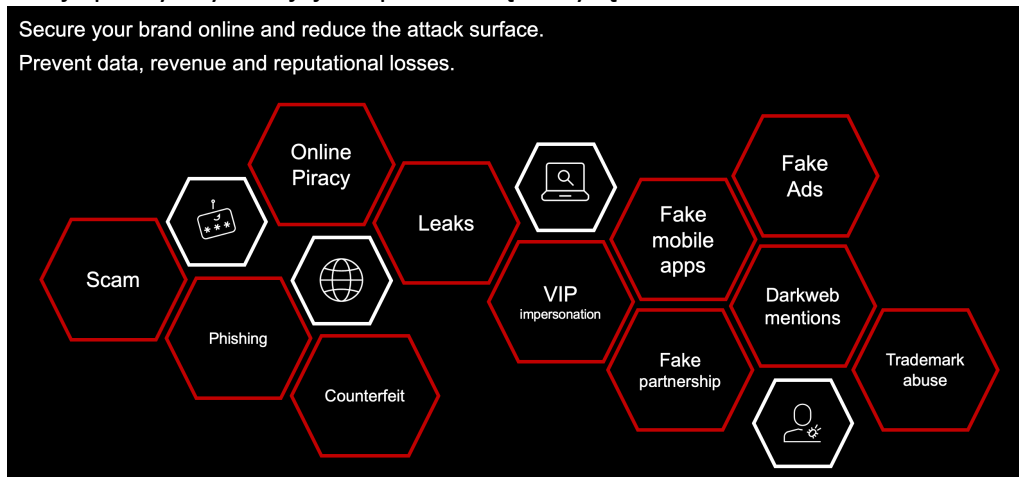 Secure your brand online and reduce the attack surface.
Prevent data, revenue and reputational losses.
Online
Piracy
Fake
Ads
Leaks
Fake
mobile
apps
Scam
VIP
impersonation
Darkweb
mentions
Phishing
Fake
partnership
Trademark
abuse
Counterfeit
***